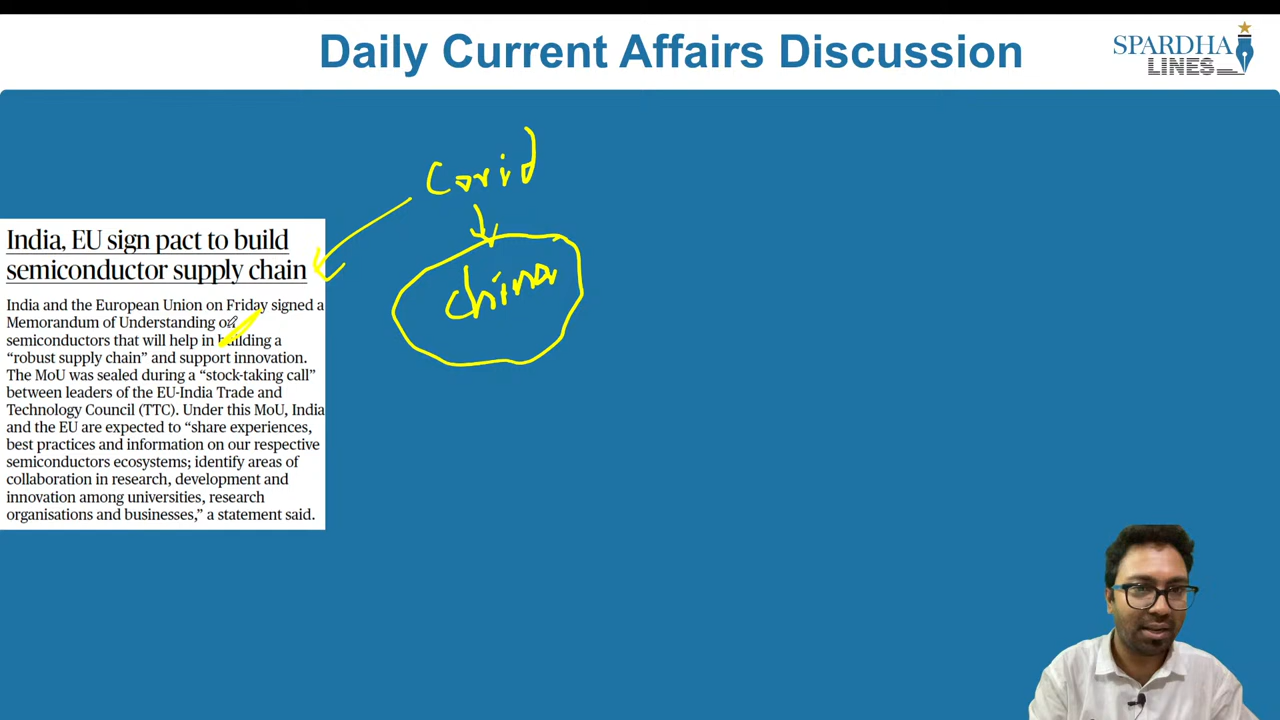 Daily Current Affairs Discussion
SPARDHA
LINES
Covid
China
India, EU sign pact to build
semiconductor supply chain
India and the European Union on Friday signed a
Memorandum of Understanding on
semiconductors that will help in building a
“robust supply chain” and support innovation.
The MoU was sealed during a “stock-taking call”
between leaders of the EU-India Trade and
Technology Council (TTC). Under this MoU, India
and the EU are expected to “share experiences,
best practices and information on our respective
semiconductors ecosystems; identify areas of
collaboration in research, development and
innovation among universities, research
organisations and businesses,” a statement said.